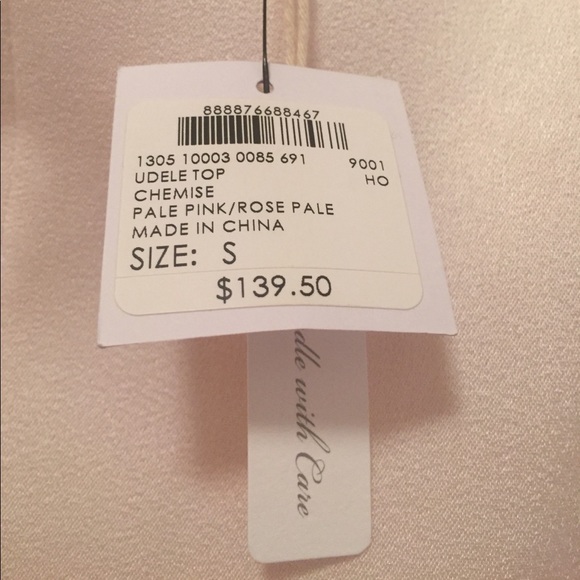 888876688467
1305 10003 0085 691 9001
UDELE TOP HO
CHEMISE
PALE PINK/ROSE PALE
MADE IN CHINA
SIZE: S
$139.50
dle with Care